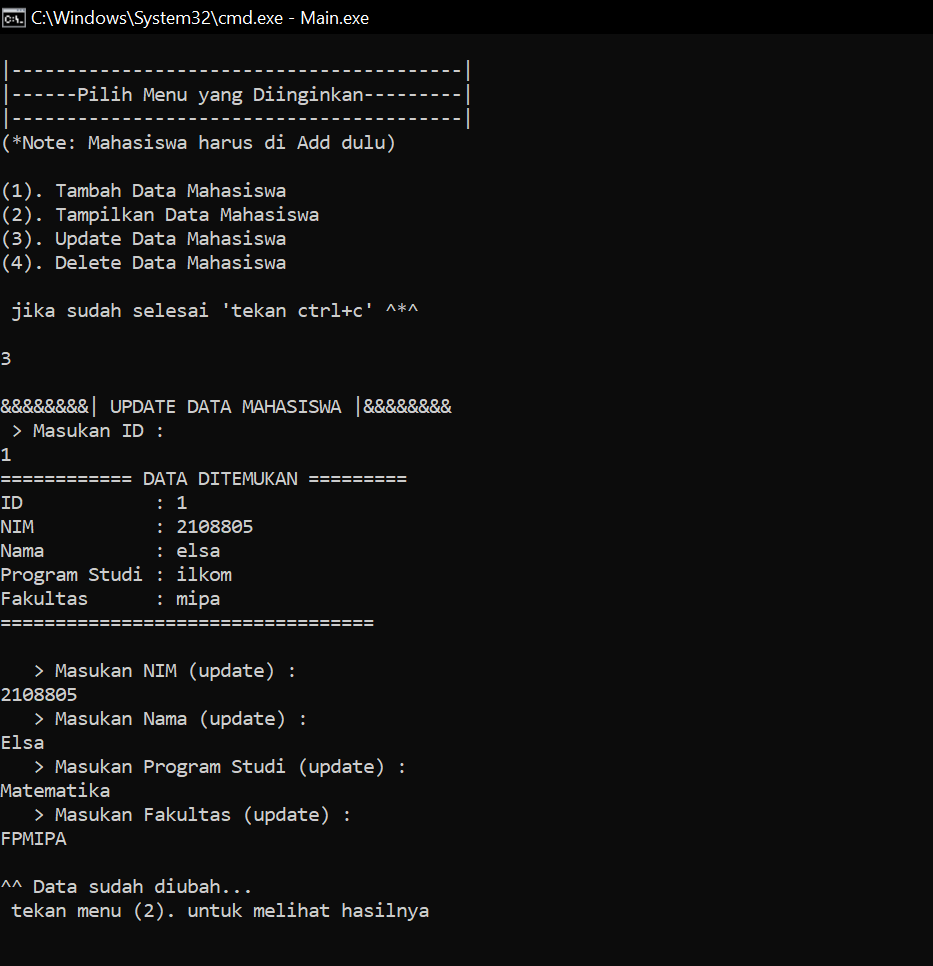 C:\Windows\System32\cmd.exe - Main.exe
|-----------------------------------------|
|------Pilih Menu yang Diinginkan---------|
|-----------------------------------------|
(*Note: Mahasiswa harus di Add dulu)
(1). Tambah Data Mahasiswa
(2). Tampilkan Data Mahasiswa
(3). Update Data Mahasiswa
(4). Delete Data Mahasiswa
jika sudah selesai 'tekan ctrl+c' ^*^
3
&&&&&&&&| UPDATE DATA MAHASISWA |&&&&&&&&
> Masukan ID :
1
============ DATA DITEMUKAN =========
ID : 1
NIM : 2108805
Nama : elsa
Program Studi : ilkom
Fakultas : mipa
==================================
> Masukan NIM (update) :
2108805
> Masukan Nama (update) :
Elsa
> Masukan Program Studi (update) :
Matematika
> Masukan Fakultas (update) :
FPMIPA
^^ Data sudah diubah...
tekan menu (2). untuk melihat hasilnya